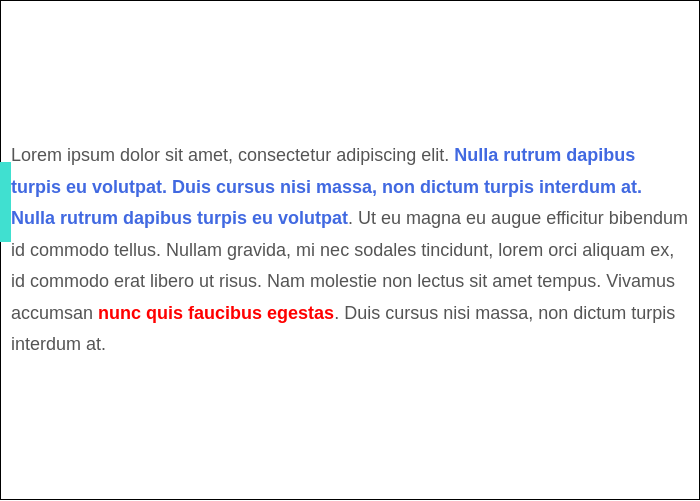 Lorem ipsum dolor sit amet, consectetur adipiscing elit. Nulla rutrum dapibus
turpis eu volutpat. Duis cursus nisi massa, non dictum turpis interdum at.
Nulla rutrum dapibus turpis eu volutpat. Ut eu magna eu augue efficitur bibendum
id commodo tellus. Nullam gravida, mi nec sodales tincidunt, lorem orci aliquam ex,
id commodo erat libero ut risus. Nam molestie non lectus sit amet tempus. Vivamus
accumsan nunc quis faucibus egestas. Duis cursus nisi massa, non dictum turpis
interdum at.